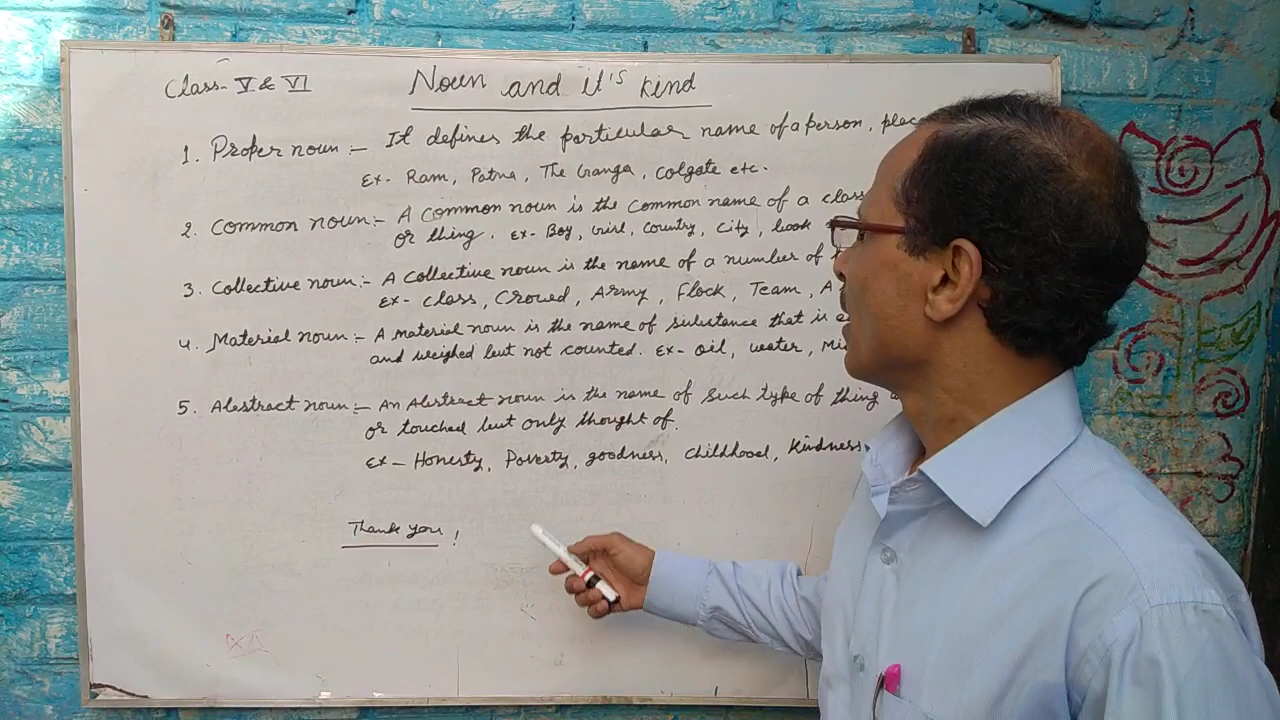 Class- V & VI
Noun and it's kind
1. Proper noun :- It defines the particular name of a person, place
Ex- Ram, Patna, The Ganga, Colgate etc.
2. Common noun :- A common noun is the common name of a class
or thing. Ex- Boy, Girl, Country, City, book
3. Collective noun :- A Collective noun is the name of a number of
Ex- Class, Crowed, Army, Flock, Team, A
4. Material noun :- A Material noun is the name of substance that is
and weighed but not counted. Ex- Oil, water,
5. Abstract noun :- An Abstract noun is the name of Such type of thing
or touched but only thought of.
Ex- Honesty, Poverty, goodness, childhood, Kindness,
Thank you !